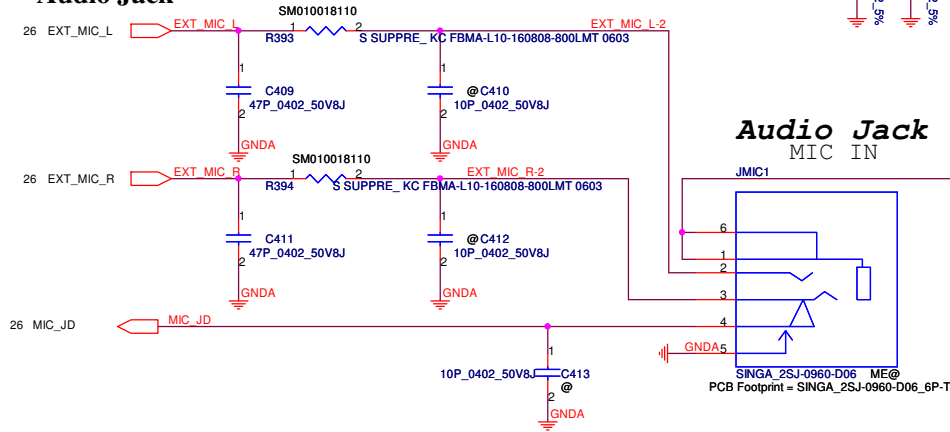 Audio Jack
SM010018110
26 EXT_MIC_L
EXT_MIC_L
1
2
EXT_MIC_L-2
R393
S SUPPRE_ KC FBMA-L10-160808-800LMT 0603
1
C409
47P_0402_50V8J
2
GNDA
1
@ C410
10P_0402_50V8J
2
GNDA
SM010018110
26 EXT_MIC_R
EXT_MIC_R
1
2
EXT_MIC_R-2
R394
S SUPPRE_ KC FBMA-L10-160808-800LMT 0603
1
C411
47P_0402_50V8J
2
GNDA
1
@ C412
10P_0402_50V8J
2
GNDA
26 MIC_JD
MIC_JD
1
10P_0402_50V8J C413
@
2
GNDA
Audio Jack
MIC IN
JMIC1
6
1
2
3
4
GNDA 5
SINGA_2SJ-0960-D06 ME@
PCB Footprint = SINGA_2SJ-0960-D06_6P-T